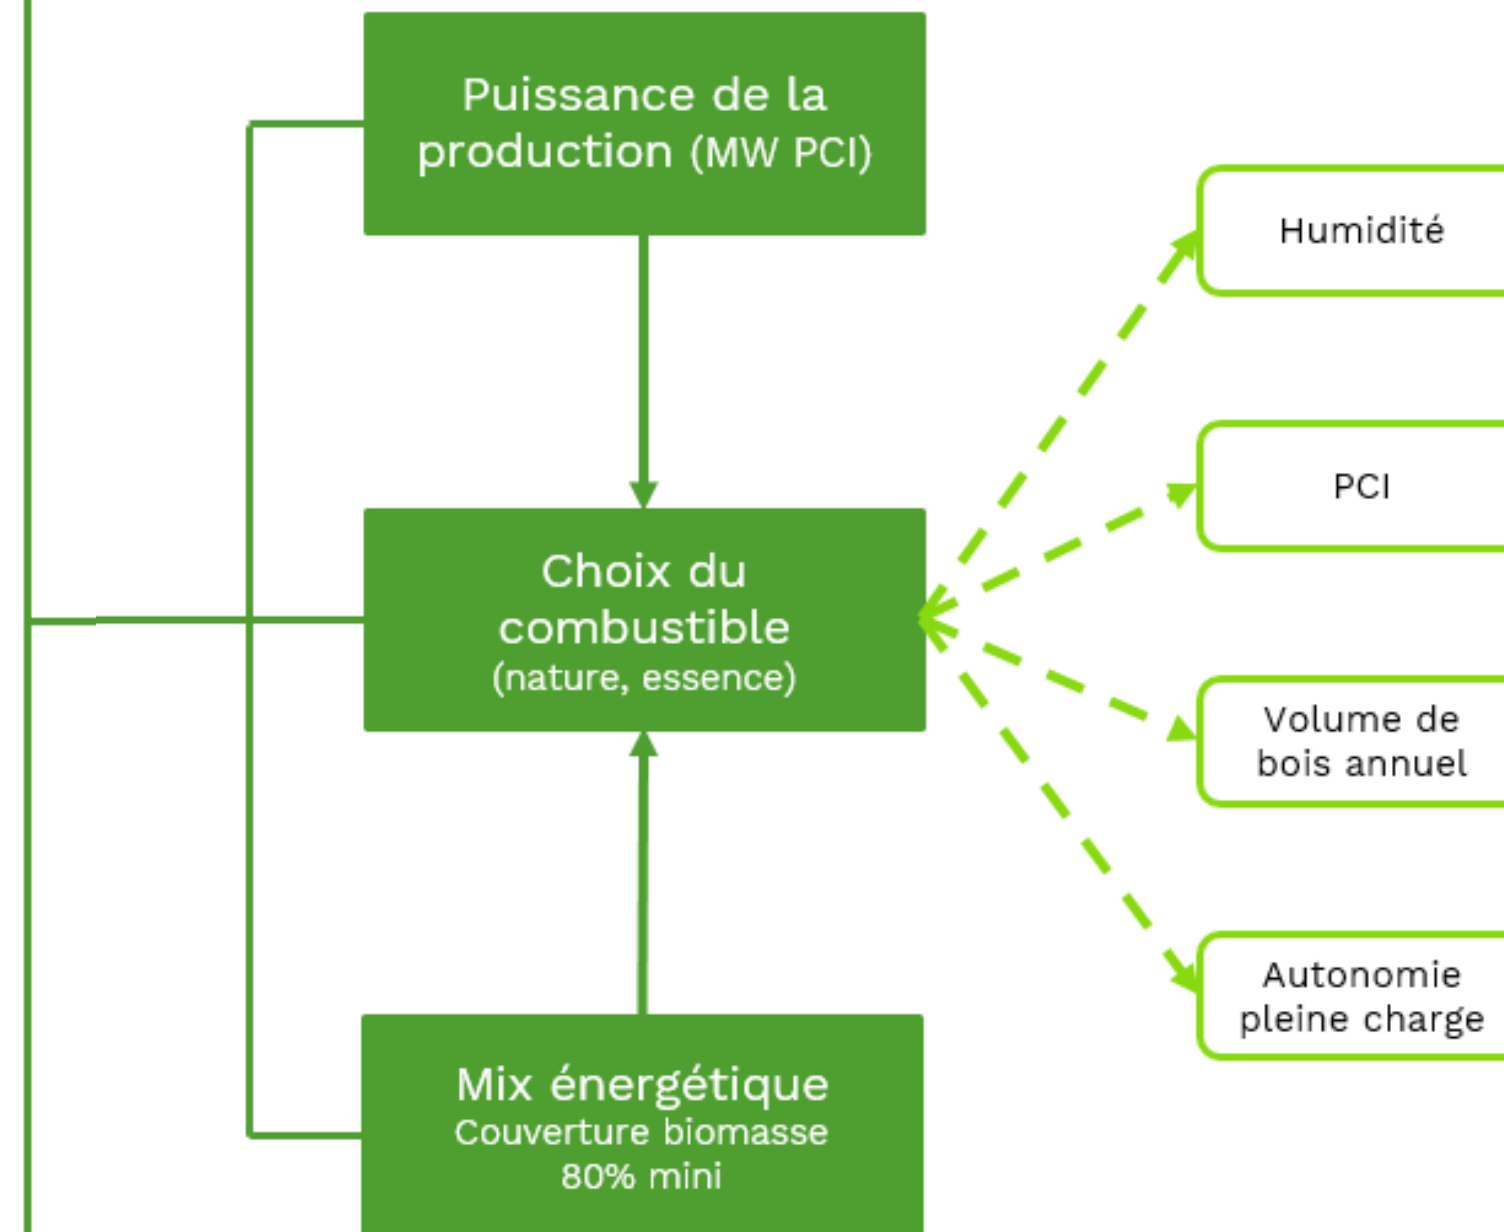 Puissance de la
production (MW PCI)
Humidité
PCI
Choix du
combustible
(nature, essence)
Volume de
bois annuel
Autonomie
pleine charge
Mix énergétique
Couverture biomasse
80% mini